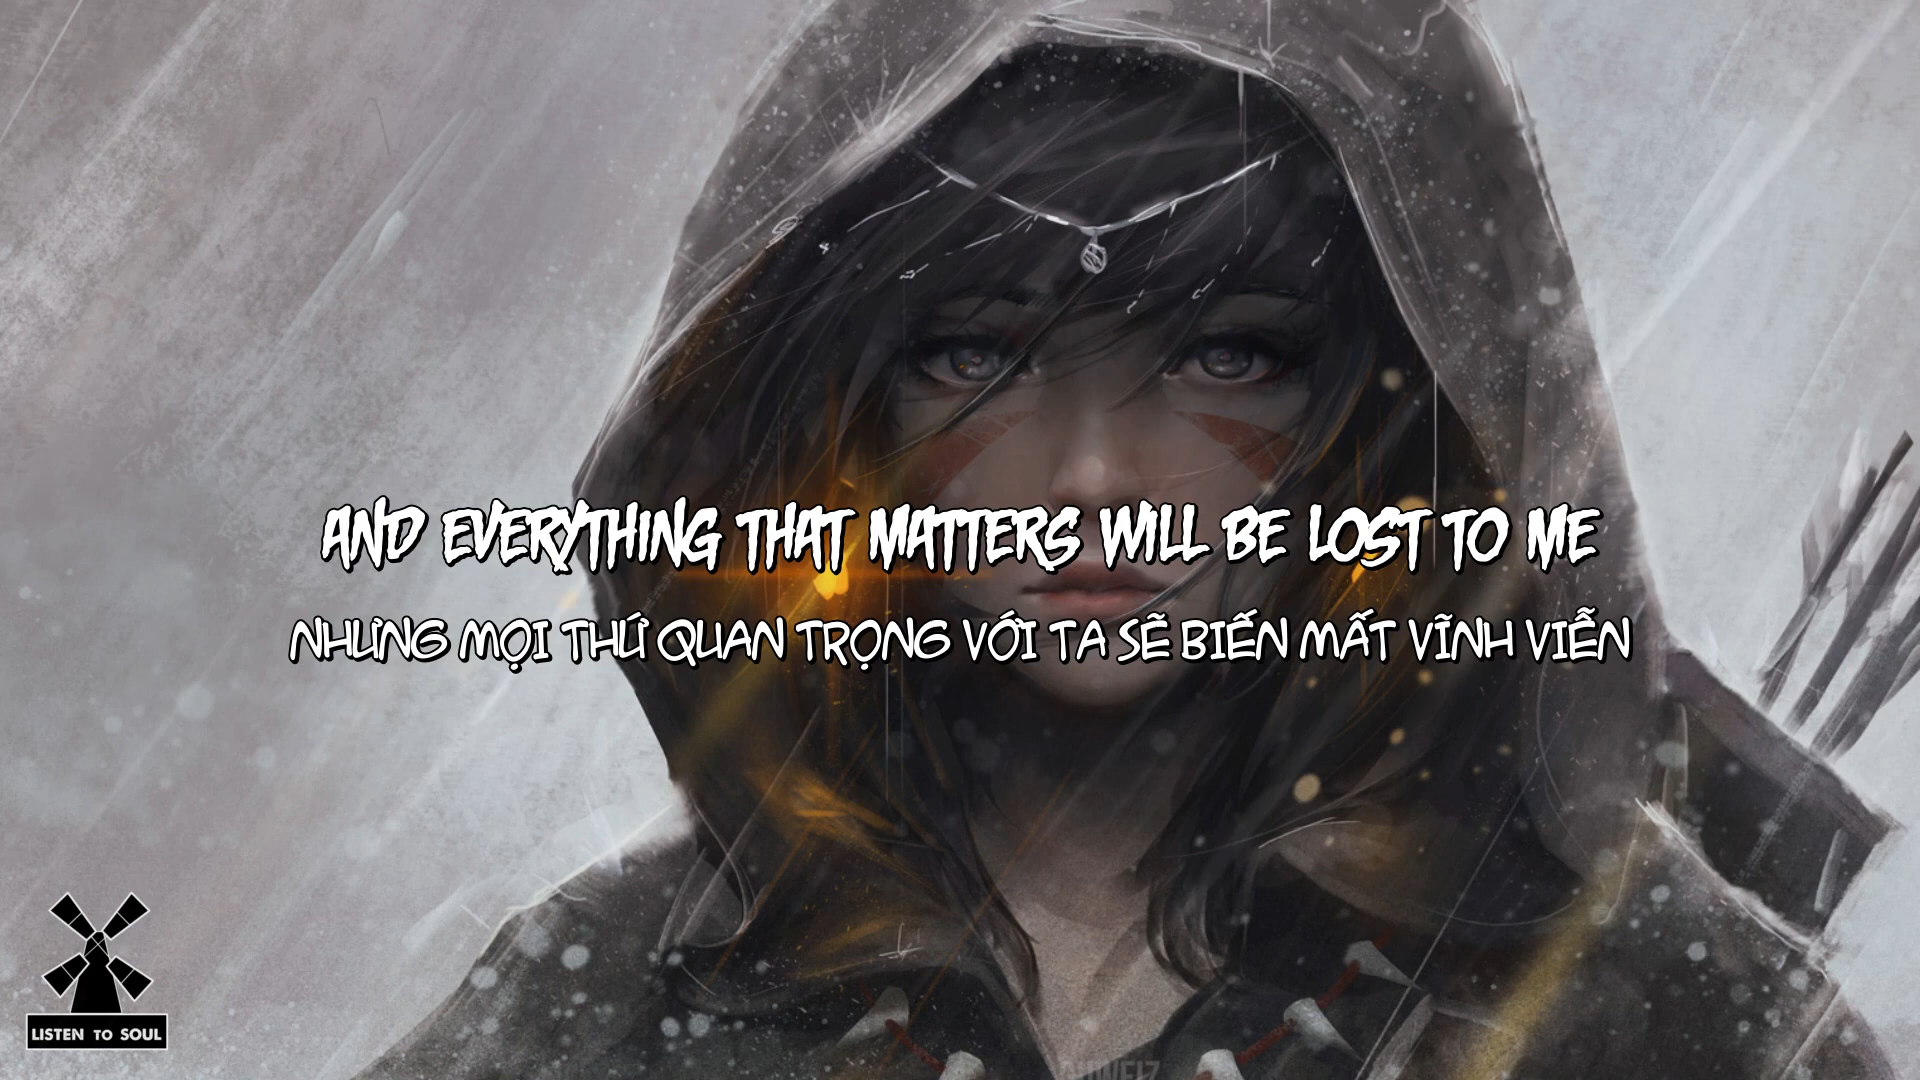 AND EVERYTHING THAT MATTERS WILL BE LOST TO ME
NHƯNG MỌI THỨ QUAN TRỌNG VỚI TA SẼ BIẾN MẤT VĨNH VIỄN
LISTEN TO SOUL
GUWEIZ